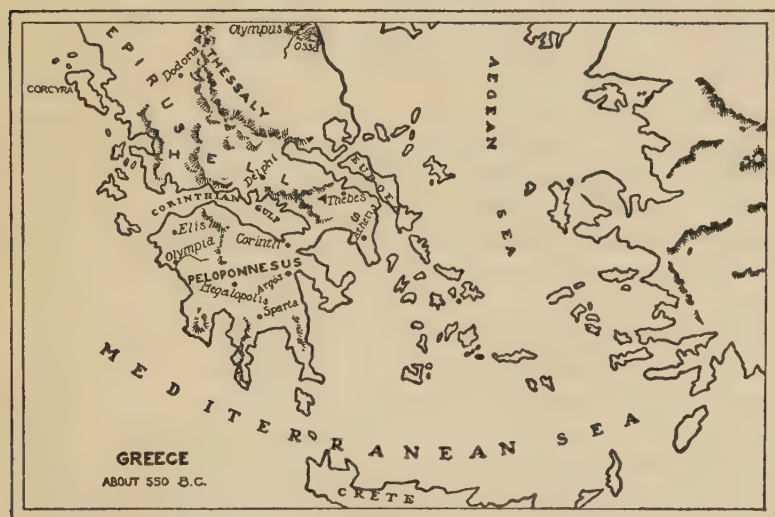 Olympus
Ossa
EPIRUS
Dodona
THESSALY
CORCYRA
AEGEAN
SEA
HELLAS
Delphi
EUBOEA
Thebes
Athens
CORINTHIAN GULF
Elis
Olympia
Corinth
PELOPONNESUS
Megalopolis
Argos
Sparta
MEDITERRANEAN SEA
GREECE
ABOUT 550 B.C.
CRETE